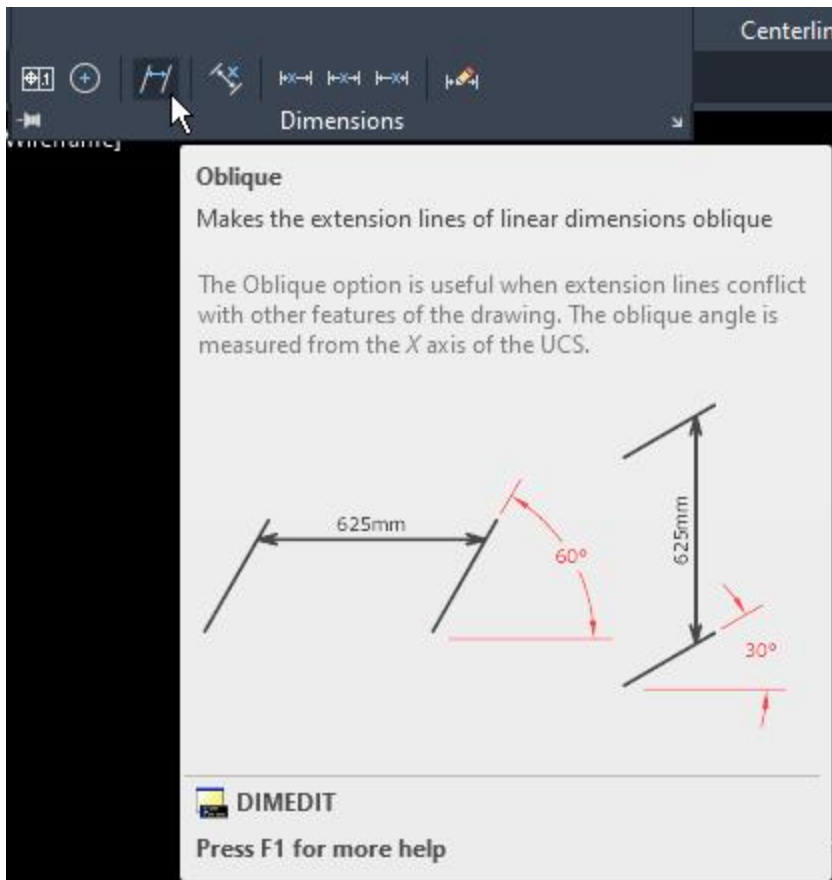 Centerlin
Dimensions
Wireframe]
Oblique
Makes the extension lines of linear dimensions oblique
The Oblique option is useful when extension lines conflict
with other features of the drawing. The oblique angle is
measured from the X axis of the UCS.
625mm
60°
625mm
30°
DIMEDIT
Press F1 for more help